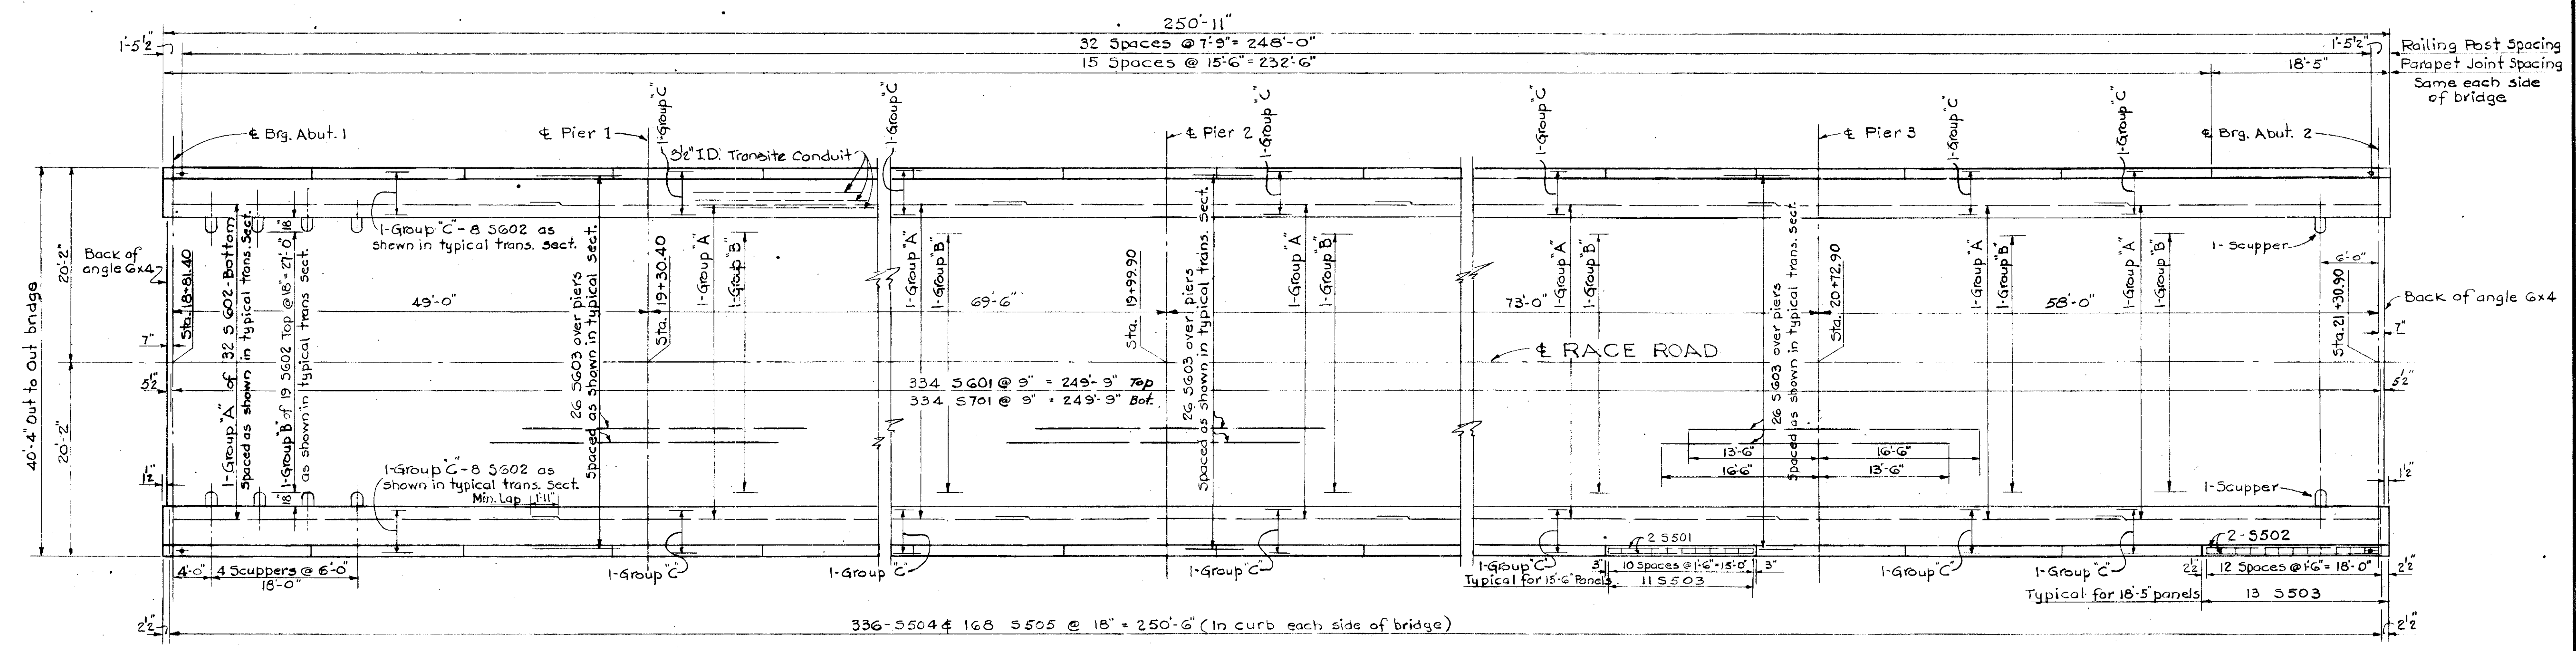 250'-11"
1'-5½"
32 Spaces @ 7'-9" = 248'-0"
1'-5½"
Railing Post Spacing
15 Spaces @ 15'-6" = 232'-6"
18'-5"
Parapet Joint Spacing
Same each side
of bridge
1-Group "C"
1-Group "C"
1-Group "C"
1-Group "C"
1-Group "C"
1-Group "C"
℄ Brg. Abut. 1
℄ Pier 1
℄ Pier 2
℄ Pier 3
℄ Brg. Abut. 2
3½" I.D. Transite Conduit
1-Group "C" - 8 S602 as
shewn in typical trans. sect.
Back of
angle 6x4
Sta. 18+81.40
1-Group "A" of 32 S602-Bottom
spaced as shown in typical trans. sect.
18"
1-Group "B" of 19 S602 Top @ 18" = 27'-0"
as shown in typical trans sect.
18"
26 S603 over piers
spaced as shown in typical sect.
Sta. 19+30.40
1-Group "A"
1-Group "B"
1-Group "A"
1-Group "B"
Sta. 19+99.90
26 S603 over piers
spaced as shown in typical trans. sect.
1-Group "A"
1-Group "B"
1-Group "A"
1-Group "B"
26 S603 over piers
spaced as shown in typical trans. sect.
Sta. 20+72.90
1-Group "A"
1-Group "B"
1-Group "A"
1-Group "B"
1-Scupper
6'-0"
Sta. 21+30.90
Back of angle 6x4
40'-4" Out to Out bridge
20'-2"
20'-2"
49'-0"
69'-6"
73'-0"
58'-0"
7"
7"
℄ RACE ROAD
5½"
334 S601 @ 9" = 249'-9" Top
334 S701 @ 9" = 249'-9" Bot.
5½"
13'-6"
16'-6"
16'-6"
13'-6"
1-Group "C" - 8 S602 as
shown in typical trans. Sect.
Min. Lap 1'-11"
1½"
1½"
1-Scupper
2 S501
2-S502
4'-0"
4 Scuppers @ 6'-0"
18'-0"
1-Group "C"
1-Group "C"
1-Group "C"
1-Group "C"
3"
10 Spaces @ 1'-6" = 15'-0"
3"
Typical for 15'-6" Panels
11 S503
1-Group "C"
1-Group "C"
2½
12 Spaces @ 1'-6" = 18'-0"
2½"
Typical for 18'-5" panels
13 S503
2½"
336-S504 & 168 S505 @ 18" = 250'-6" (In curb each side of bridge)
2½"